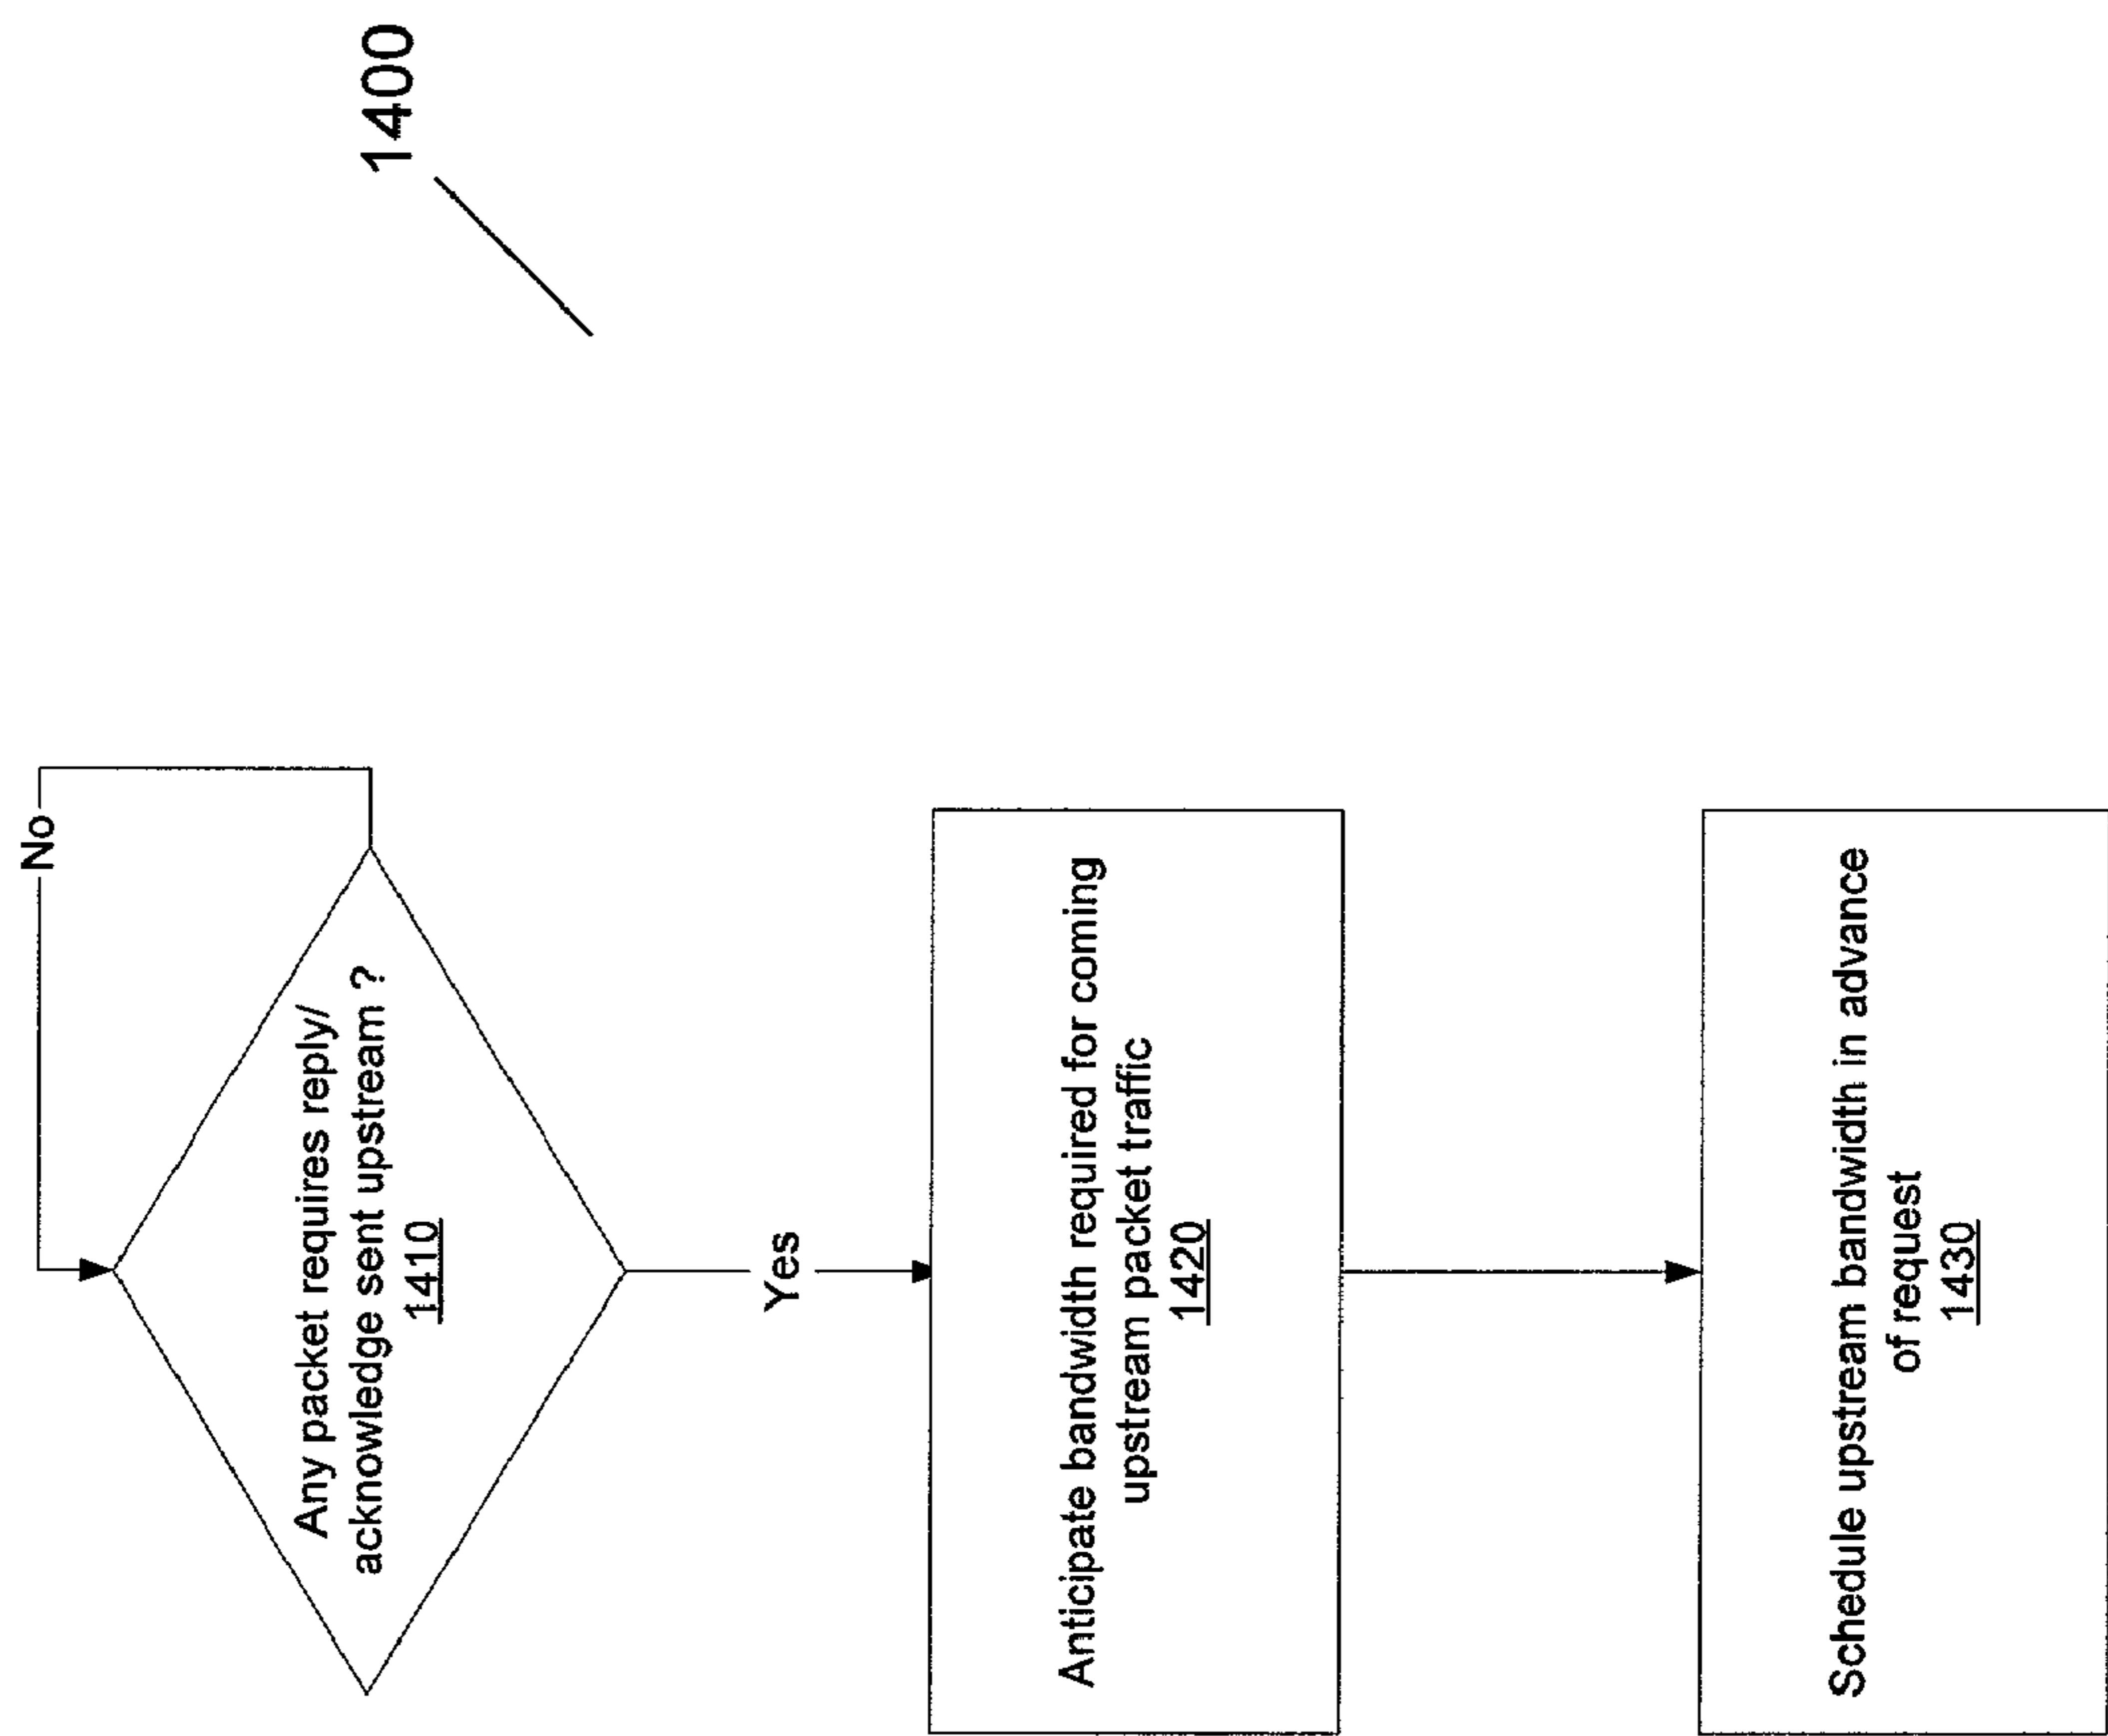 1400
No
Any packet requires reply/
acknowledge sent upstream ?
1410
Yes
Anticipate bandwidth required for coming
upstream packet traffic
1420
Schedule upstream bandwidth in advance
of request
1430